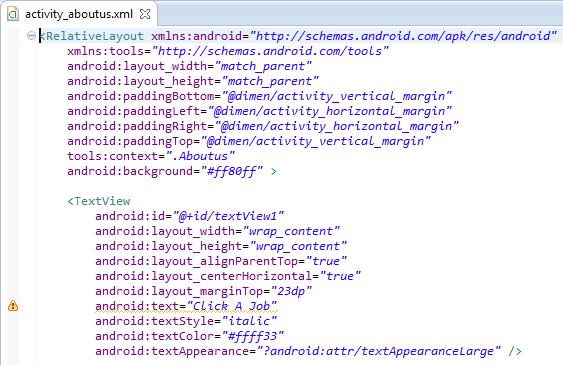 activity_aboutus.xml
<RelativeLayout xmlns:android="http://schemas.android.com/apk/res/android"
    xmlns:tools="http://schemas.android.com/tools"
    android:layout_width="match_parent"
    android:layout_height="match_parent"
    android:paddingBottom="@dimen/activity_vertical_margin"
    android:paddingLeft="@dimen/activity_horizontal_margin"
    android:paddingRight="@dimen/activity_horizontal_margin"
    android:paddingTop="@dimen/activity_vertical_margin"
    tools:context=".Aboutus"
    android:background="#ff80ff" >
    <TextView
        android:id="@+id/textView1"
        android:layout_width="wrap_content"
        android:layout_height="wrap_content"
        android:layout_alignParentTop="true"
        android:layout_centerHorizontal="true"
        android:layout_marginTop="23dp"
        android:text="Click A Job"
        android:textStyle="italic"
        android:textColor="#ffff33"
        android:textAppearance="?android:attr/textAppearanceLarge" />